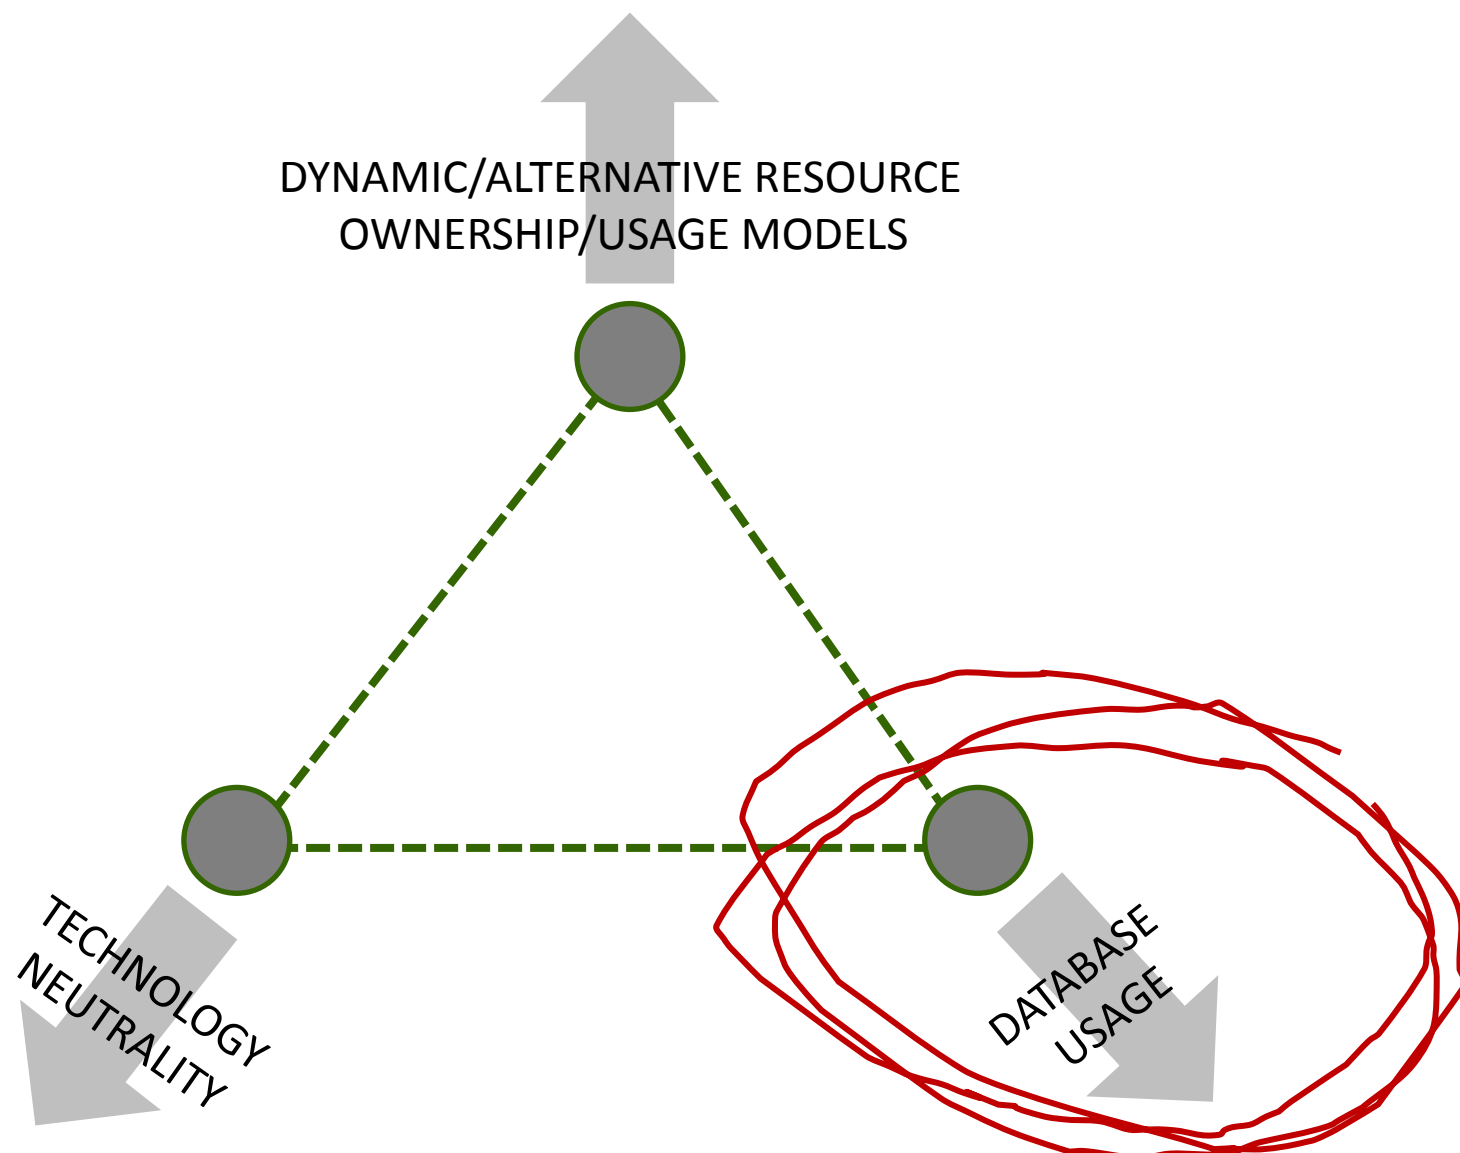 DYNAMIC/ALTERNATIVE RESOURCE
OWNERSHIP/USAGE MODELS
TECHNOLOGY
NEUTRALITY
DATABASE
USAGE